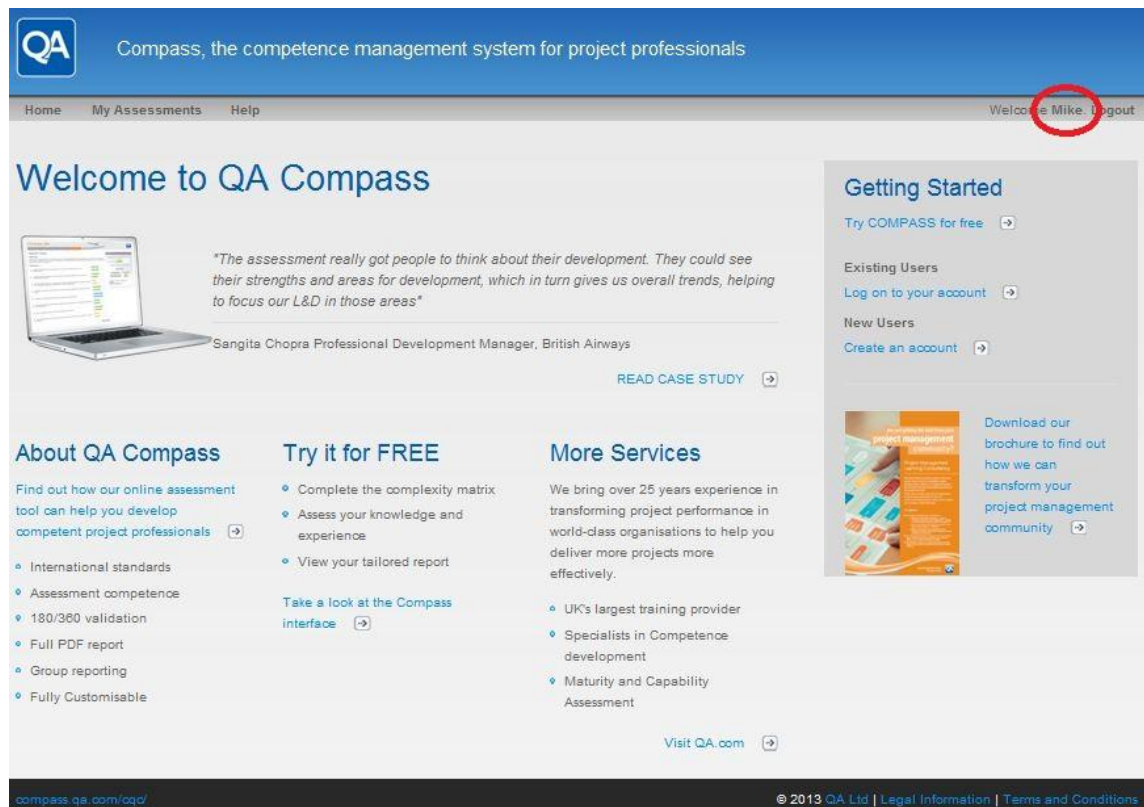 QA
Compass, the competence management system for project professionals
Home My Assessments Help
Welcome Mike. Logout
Welcome to QA Compass
"The assessment really got people to think about their development. They could see
their strengths and areas for development, which in turn gives us overall trends, helping
to focus our L&D in those areas"
Sangita Chopra Professional Development Manager, British Airways
READ CASE STUDY
Getting Started
Try COMPASS for free
Existing Users
Log on to your account
New Users
Create an account
project management
community?
Download our
brochure to find out
how we can
transform your
project management
community
About QA Compass
Find out how our online assessment
tool can help you develop
competent project professionals
International standards
Assessment competence
180/360 validation
Full PDF report
Group reporting
Fully Customisable
Try it for FREE
Complete the complexity matrix
Assess your knowledge and
experience
View your tailored report
Take a look at the Compass
interface
More Services
We bring over 25 years experience in
transforming project performance in
world-class organisations to help you
deliver more projects more
effectively.
UK's largest training provider
Specialists in Competence
development
Maturity and Capability
Assessment
Visit QA.com
compass.qa.com/cqc/
© 2013 QA Ltd | Legal Information | Terms and Conditions